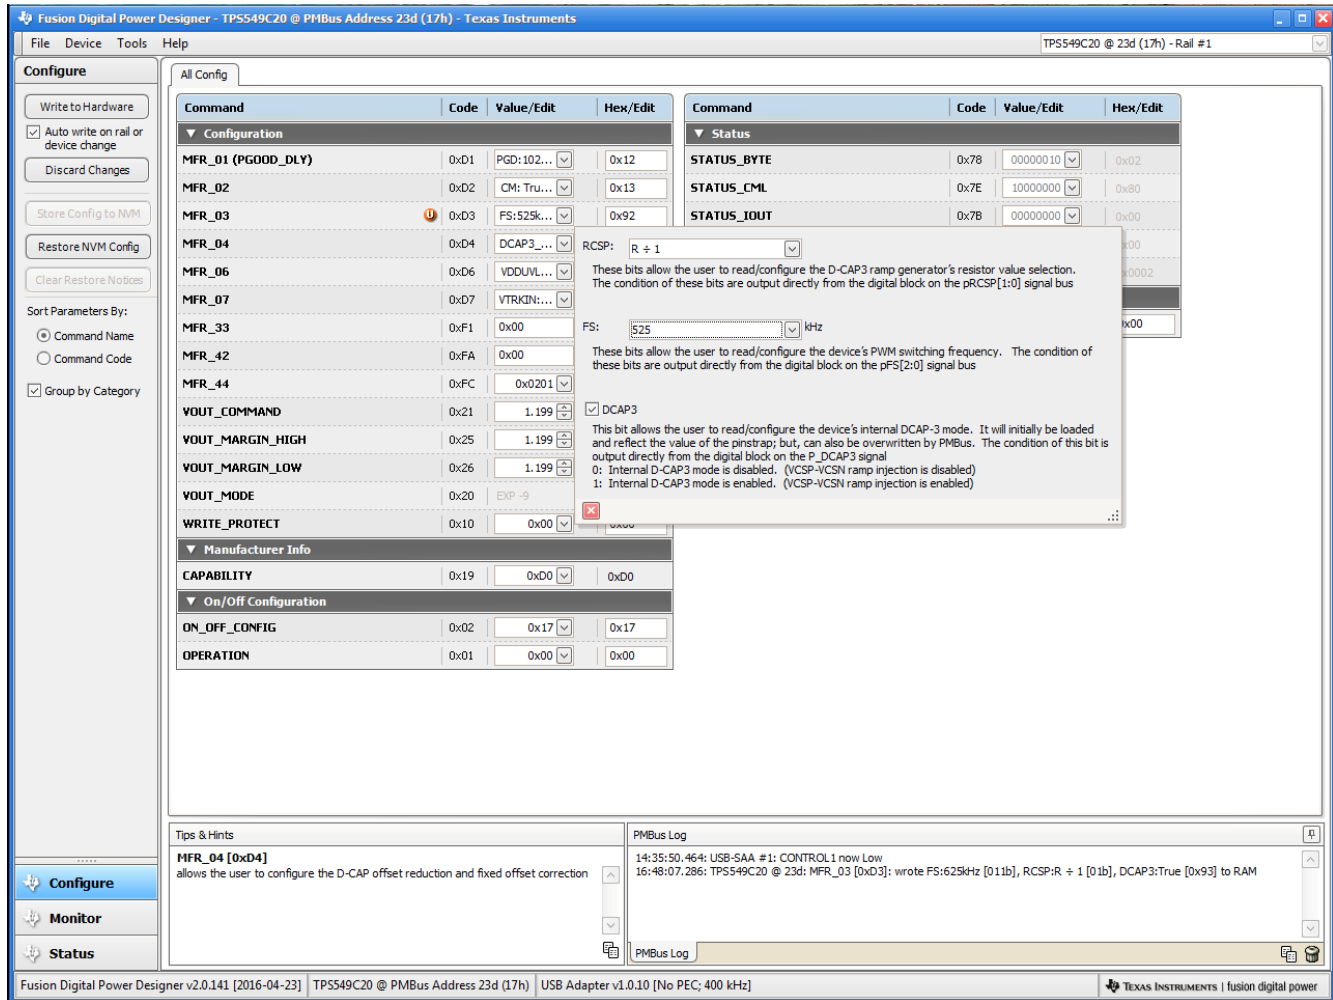 Fusion Digital Power Designer - TPS549C20 @ PMBus Address 23d (17h) - Texas Instruments
File Device Tools Help
TPS549C20 @ 23d (17h) - Rail #1
Configure
Write to Hardware
Auto write on rail or
device change
Discard Changes
Store Config to NVM
Restore NVM Config
Clear Restore Notices
Sort Parameters By:
Command Name
Command Code
Group by Category
All Config
Command Code Value/Edit Hex/Edit
▼ Configuration
MFR_01 (PGOOD_DLY) 0xD1 PGD:102... 0x12
MFR_02 0xD2 CM: Tru... 0x13
MFR_03 0xD3 FS:525k... 0x92
MFR_04 0xD4 DCAP3_...
MFR_06 0xD6 VDDUVL...
MFR_07 0xD7 VTRKIN:...
MFR_33 0xF1 0x00
MFR_42 0xFA 0x00
MFR_44 0xFC 0x0201
VOUT_COMMAND 0x21 1.199
VOUT_MARGIN_HIGH 0x25 1.199
VOUT_MARGIN_LOW 0x26 1.199
VOUT_MODE 0x20 EXP -9
WRITE_PROTECT 0x10 0x00 0x00
▼ Manufacturer Info
CAPABILITY 0x19 0xD0 0xD0
▼ On/Off Configuration
ON_OFF_CONFIG 0x02 0x17 0x17
OPERATION 0x01 0x00 0x00
Command Code Value/Edit Hex/Edit
▼ Status
STATUS_BYTE 0x78 00000010 0x02
STATUS_CML 0x7E 10000000 0x80
STATUS_IOUT 0x7B 00000000 0x00
x00
x0002
0x00
RCSP: R ÷ 1
These bits allow the user to read/configure the D-CAP3 ramp generator's resistor value selection.
The condition of these bits are output directly from the digital block on the pRCSP[1:0] signal bus
FS: 525 kHz
These bits allow the user to read/configure the device's PWM switching frequency. The condition of
these bits are output directly from the digital block on the pFS[2:0] signal bus
DCAP3
This bit allows the user to read/configure the device's internal DCAP-3 mode. It will initially be loaded
and reflect the value of the pinstrap; but, can also be overwritten by PMBus. The condition of this bit is
output directly from the digital block on the P_DCAP3 signal
0: Internal D-CAP3 mode is disabled. (VCSP-VCSN ramp injection is disabled)
1: Internal D-CAP3 mode is enabled. (VCSP-VCSN ramp injection is enabled)
Tips & Hints
MFR_04 [0xD4]
allows the user to configure the D-CAP offset reduction and fixed offset correction
PMBus Log
14:35:50.464: USB-SAA #1: CONTROL1 now Low
16:48:07.286: TPS549C20 @ 23d: MFR_03 [0xD3]: wrote FS:625kHz [011b], RCSP:R ÷ 1 [01b], DCAP3:True [0x93] to RAM
PMBus Log
Configure
Monitor
Status
Fusion Digital Power Designer v2.0.141 [2016-04-23] TPS549C20 @ PMBus Address 23d (17h) USB Adapter v1.0.10 [No PEC; 400 kHz]
TEXAS INSTRUMENTS | fusion digital power